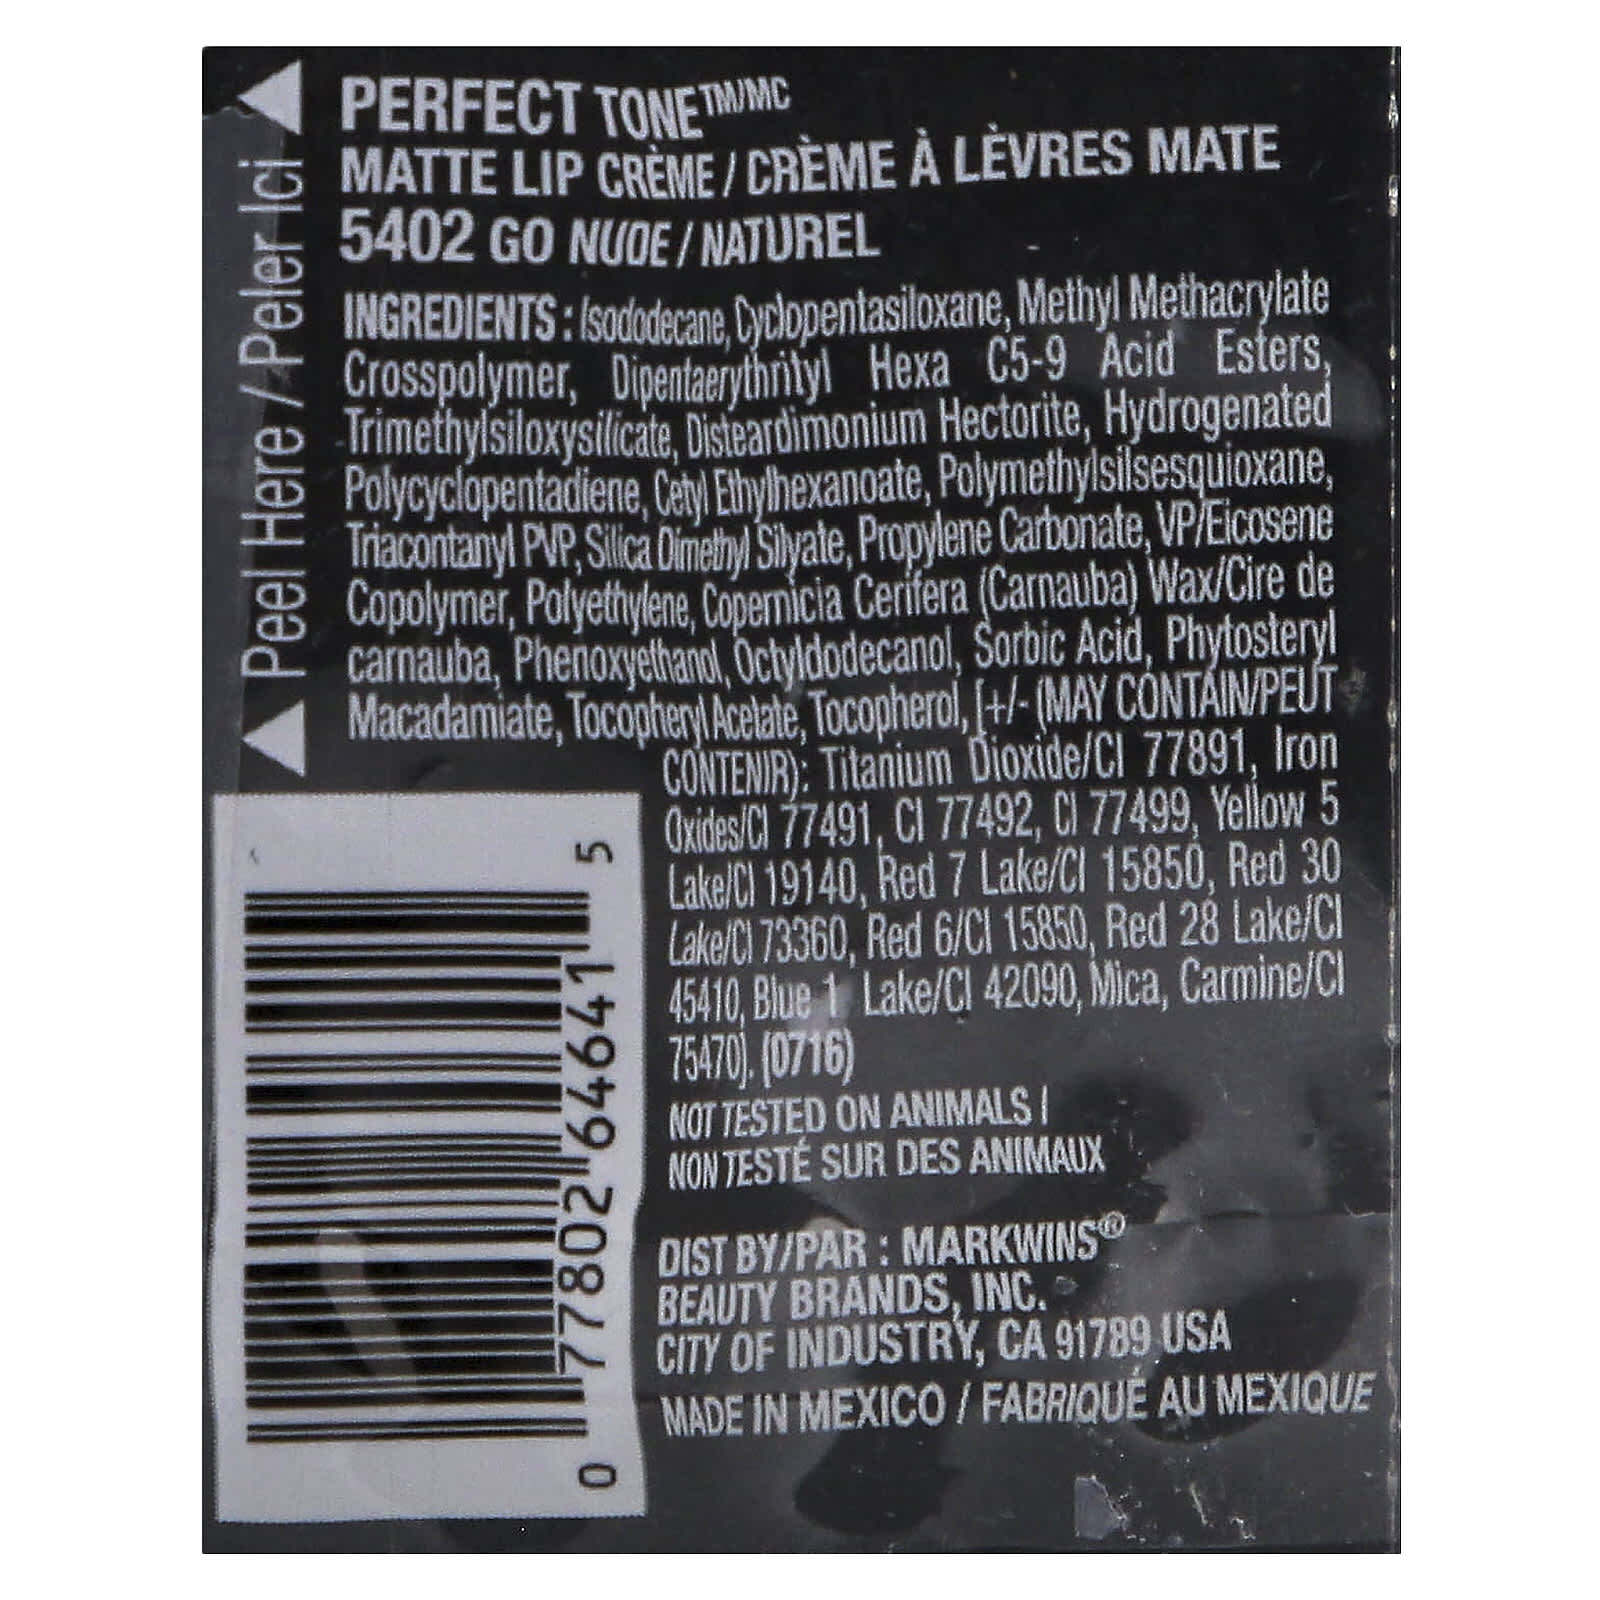 Peel Here / Peler Ici
PERFECT TONE™/MC
MATTE LIP CRÈME / CRÈME À LÈVRES MATE
5402 GO NUDE / NATUREL
INGREDIENTS : Isododecane, Cyclopentasiloxane, Methyl Methacrylate
Crosspolymer, Dipentaerythrityl Hexa C5-9 Acid Esters,
Trimethylsiloxysilicate, Disteardimonium Hectorite, Hydrogenated
Polycyclopentadiene, Cetyl Ethylhexanoate, Polymethylsilsesquioxane,
Triacontanyl PVP, Silica Dimethyl Silyate, Propylene Carbonate, VP/Eicosene
Copolymer, Polyethylene, Copernicia Cerifera (Carnauba) Wax/Cire de
carnauba, Phenoxyethanol, Octyldodecanol, Sorbic Acid, Phytosteryl
Macadamiate, Tocopheryl Acelate, Tocopherol, [+/- (MAY CONTAIN/PEUT
CONTENIR): Titanium Dioxide/CI 77891, Iron
Oxides/CI 77491, CI 77492, CI 77499, Yellow 5
Lake/CI 19140, Red 7 Lake/CI 15850, Red 30
Lake/CI 73360, Red 6/CI 15850, Red 28 Lake/CI
45410, Blue 1 Lake/CI 42090, Mica, Carmine/CI
75470]. (0716)
NOT TESTED ON ANIMALS /
NON TESTÉ SUR DES ANIMAUX
DIST BY/PAR : MARKWINS®
BEAUTY BRANDS, INC.
CITY OF INDUSTRY, CA 91789 USA
MADE IN MEXICO / FABRIQUÉ AU MEXIQUE
0 77802 64641 5